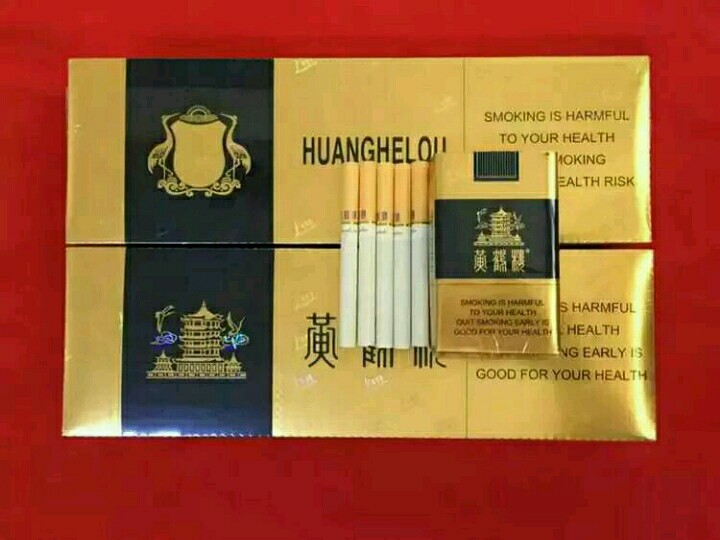 HUANGHELOU
SMOKING IS HARMFUL
TO YOUR HEALTH
MOKING
EALTH RISK
黄鹤楼
SMOKING IS HARMFUL
TO YOUR HEALTH
QUIT SMOKING EARLY IS
GOOD FOR YOUR HEALTH
黄鹤楼
S HARMFUL
HEALTH
NG EARLY IS
GOOD FOR YOUR HEALTH